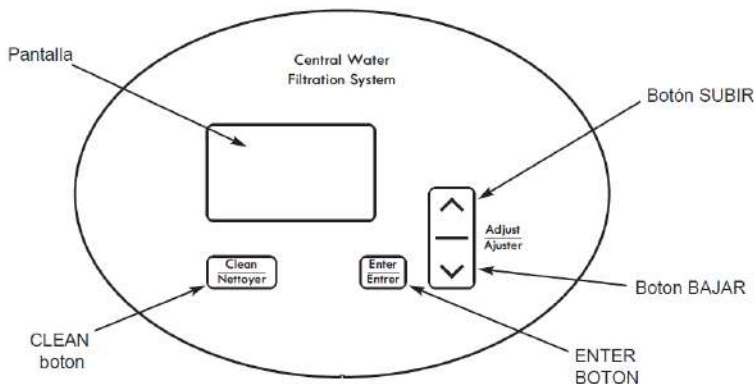 Pantalla
Central Water
Filtration System
Botón SUBIR
Adjust
Ajuster
Clean
Nettoyer
Enter
Entrer
Boton BAJAR
CLEAN
boton
ENTER
BOTON